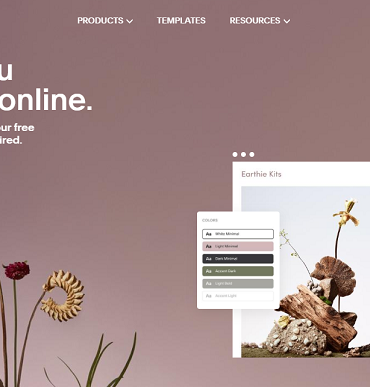 PRODUCTS
TEMPLATES
RESOURCES
u
online.
ur free
ired.
Earthie Kits
COLORS
Aa White Minimal
Aa Light Minimal
Aa Dark Minimal
Aa Accent Dark
Aa Light Bold
Aa Accent Light